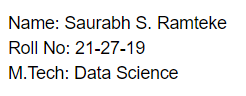 Name: Saurabh S. Ramteke
Roll No: 21-27-19
M.Tech: Data Science